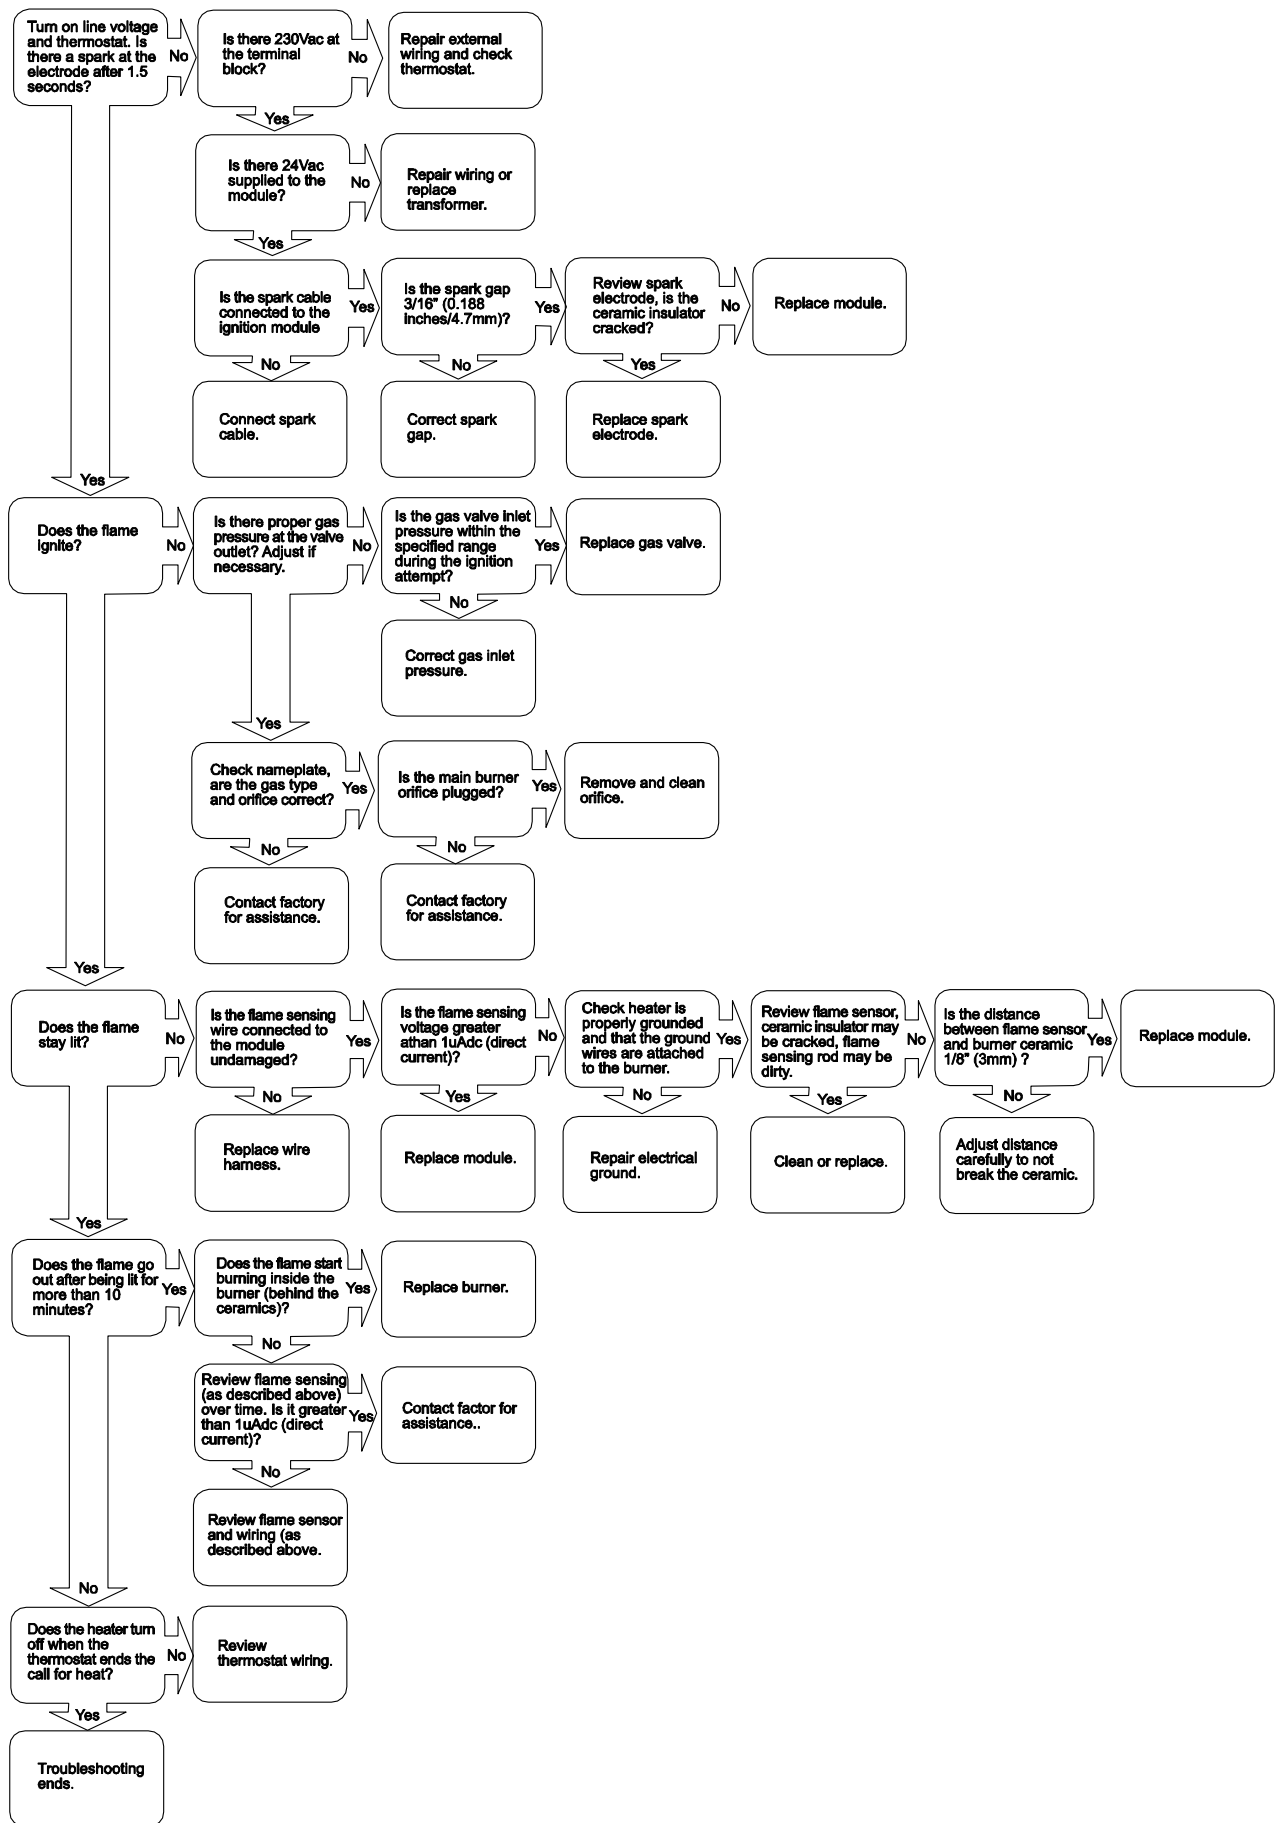 Turn on line voltage
and thermostat. Is
there a spark at the
electrode after 1.5
seconds?
No
Is there 230Vac at
the terminal
block?
No
Repair external
wiring and check
thermostat.
Yes
Is there 24Vac
supplied to the
module?
No
Repair wiring or
replace
transformer.
Yes
Is the spark cable
connected to the
ignition module
Yes
Is the spark gap
3/16" (0.188
inches/4.7mm)?
Yes
Review spark
electrode, is the
ceramic insulator
cracked?
No
Replace module.
No
Connect spark
cable.
No
Correct spark
gap.
Yes
Replace spark
electrode.
Yes
Does the flame
ignite?
No
Is there proper gas
pressure at the valve
outlet? Adjust if
necessary.
No
Is the gas valve inlet
pressure within the
specified range
during the ignition
attempt?
Yes
Replace gas valve.
No
Correct gas inlet
pressure.
Yes
Check nameplate,
are the gas type
and orifice correct?
Yes
Is the main burner
orifice plugged?
Yes
Remove and clean
orifice.
No
Contact factory
for assistance.
No
Contact factory
for assistance.
Yes
Does the flame
stay lit?
No
Is the flame sensing
wire connected to
the module
undamaged?
Yes
Is the flame sensing
voltage greater
athan 1uAdc (direct
current)?
No
Check heater is
properly grounded
and that the ground
wires are attached
to the burner.
Yes
Review flame sensor,
ceramic insulator may
be cracked, flame
sensing rod may be
dirty.
No
Is the distance
between flame sensor
and burner ceramic
1/8" (3mm) ?
Yes
Replace module.
No
Replace wire
harness.
Yes
Replace module.
No
Repair electrical
ground.
Yes
Clean or replace.
No
Adjust distance
carefully to not
break the ceramic.
Yes
Does the flame go
out after being lit for
more than 10
minutes?
Yes
Does the flame start
burning inside the
burner (behind the
ceramics)?
Yes
Replace burner.
No
Review flame sensing
(as described above)
over time. Is it greater
than 1uAdc (direct
current)?
Yes
Contact factor for
assistance..
No
Review flame sensor
and wiring (as
described above.
No
Does the heater turn
off when the
thermostat ends the
call for heat?
No
Review
thermostat wiring.
Yes
Troubleshooting
ends.